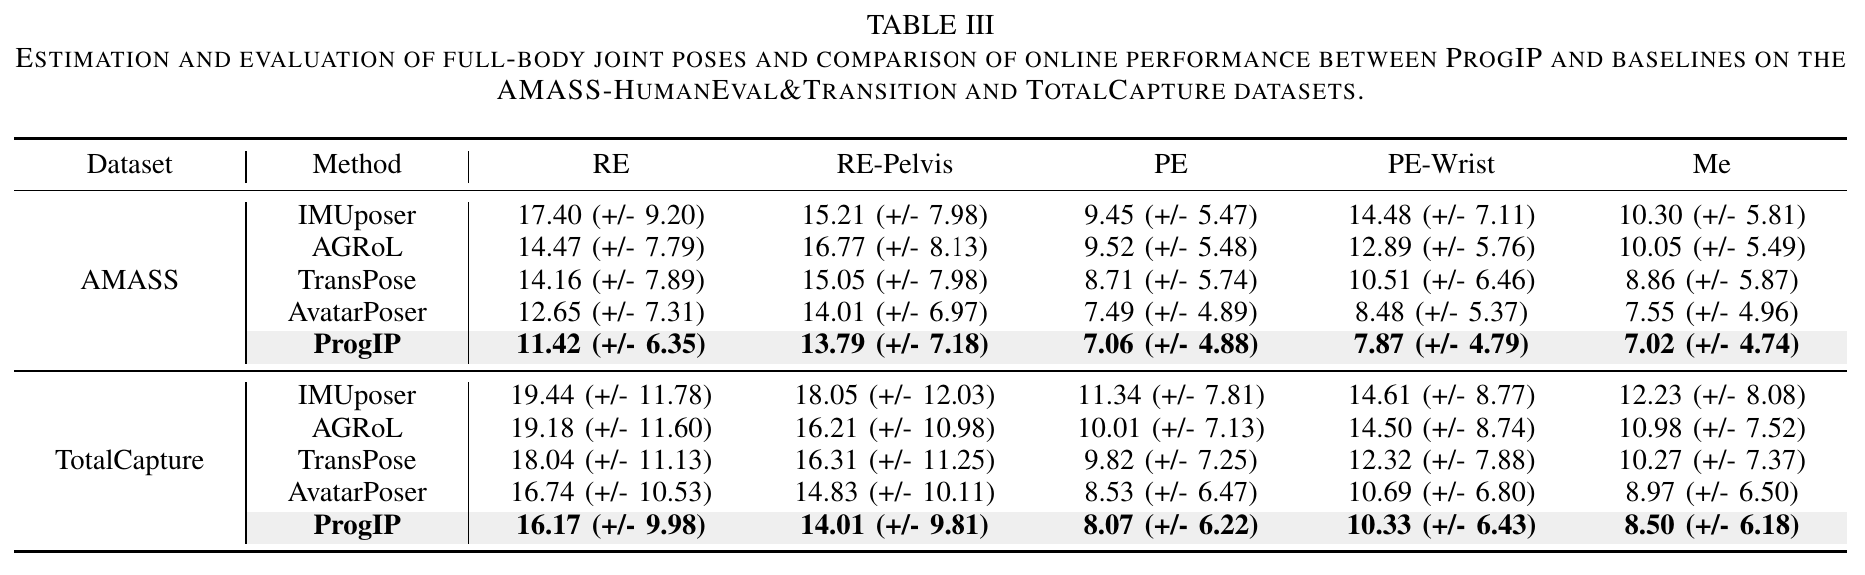 TABLE III
ESTIMATION AND EVALUATION OF FULL-BODY JOINT POSES AND COMPARISON OF ONLINE PERFORMANCE BETWEEN PROGIP AND BASELINES ON THE
AMASS-HUMANEVAL&TRANSITION AND TOTALCAPTURE DATASETS.
Dataset Method RE RE-Pelvis PE PE-Wrist Me
IMUposer 17.40 (+/- 9.20) 15.21 (+/- 7.98) 9.45 (+/- 5.47) 14.48 (+/- 7.11) 10.30 (+/- 5.81)
AGRoL 14.47 (+/- 7.79) 16.77 (+/- 8.13) 9.52 (+/- 5.48) 12.89 (+/- 5.76) 10.05 (+/- 5.49)
AMASS TransPose 14.16 (+/- 7.89) 15.05 (+/- 7.98) 8.71 (+/- 5.74) 10.51 (+/- 6.46) 8.86 (+/- 5.87)
AvatarPoser 12.65 (+/- 7.31) 14.01 (+/- 6.97) 7.49 (+/- 4.89) 8.48 (+/- 5.37) 7.55 (+/- 4.96)
ProgIP 11.42 (+/- 6.35) 13.79 (+/- 7.18) 7.06 (+/- 4.88) 7.87 (+/- 4.79) 7.02 (+/- 4.74)
IMUposer 19.44 (+/- 11.78) 18.05 (+/- 12.03) 11.34 (+/- 7.81) 14.61 (+/- 8.77) 12.23 (+/- 8.08)
AGRoL 19.18 (+/- 11.60) 16.21 (+/- 10.98) 10.01 (+/- 7.13) 14.50 (+/- 8.74) 10.98 (+/- 7.52)
TotalCapture TransPose 18.04 (+/- 11.13) 16.31 (+/- 11.25) 9.82 (+/- 7.25) 12.32 (+/- 7.88) 10.27 (+/- 7.37)
AvatarPoser 16.74 (+/- 10.53) 14.83 (+/- 10.11) 8.53 (+/- 6.47) 10.69 (+/- 6.80) 8.97 (+/- 6.50)
ProgIP 16.17 (+/- 9.98) 14.01 (+/- 9.81) 8.07 (+/- 6.22) 10.33 (+/- 6.43) 8.50 (+/- 6.18)